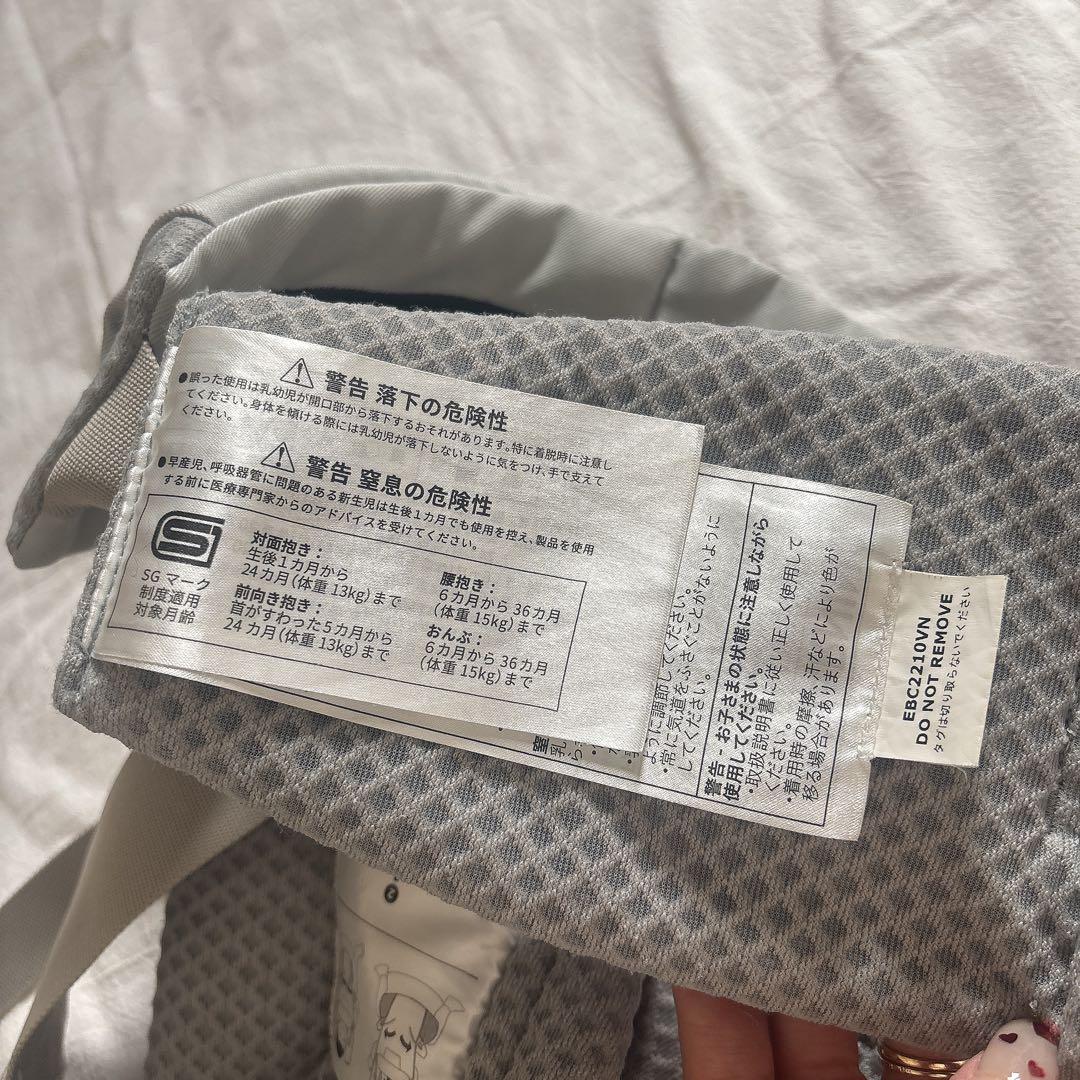 警告 落下の危険性
●誤った使用は乳幼児が開口部から落下するおそれがあります。特に着脱時に注意し
てください。身体を傾ける際には乳幼児が落下しないように気をつけ、手で支えて
ください。
警告 窒息の危険性
●早産児、呼吸器管に問題のある新生児は生後1カ月でも使用を控え、製品を使用
する前に医療専門家からのアドバイスを受けてください。
SG マーク
制度適用
対象月齢
対面抱き：
生後1カ月から
24カ月(体重 13kg)まで
前向き抱き：
首がすわった5カ月から
24 カ月(体重 13kg)まで
腰抱き：
6カ月から 36カ月
(体重 15kg)まで
おんぶ：
6カ月から 36カ月
(体重 15kg)まで
ように調節してください。
・常に気道をふさぐことがないように
してください。
警告 - お子さまの状態に注意しながら
使用してください。
・取扱説明書に従い正しく使用して
ください。
・着用時の摩擦、汗などにより色が
移る場合があります。
EBC2210VN
DO NOT REMOVE
タグは切り取らないでください
2